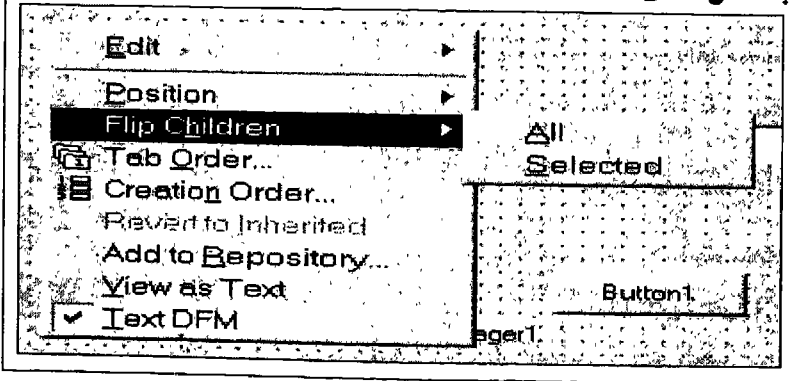 Edit
Position
Flip Children
All
Selected
Tab Order...
Creation Order...
Revert to Inherited
Add to Repository...
View as Text
Button1
Text DFM
ager1